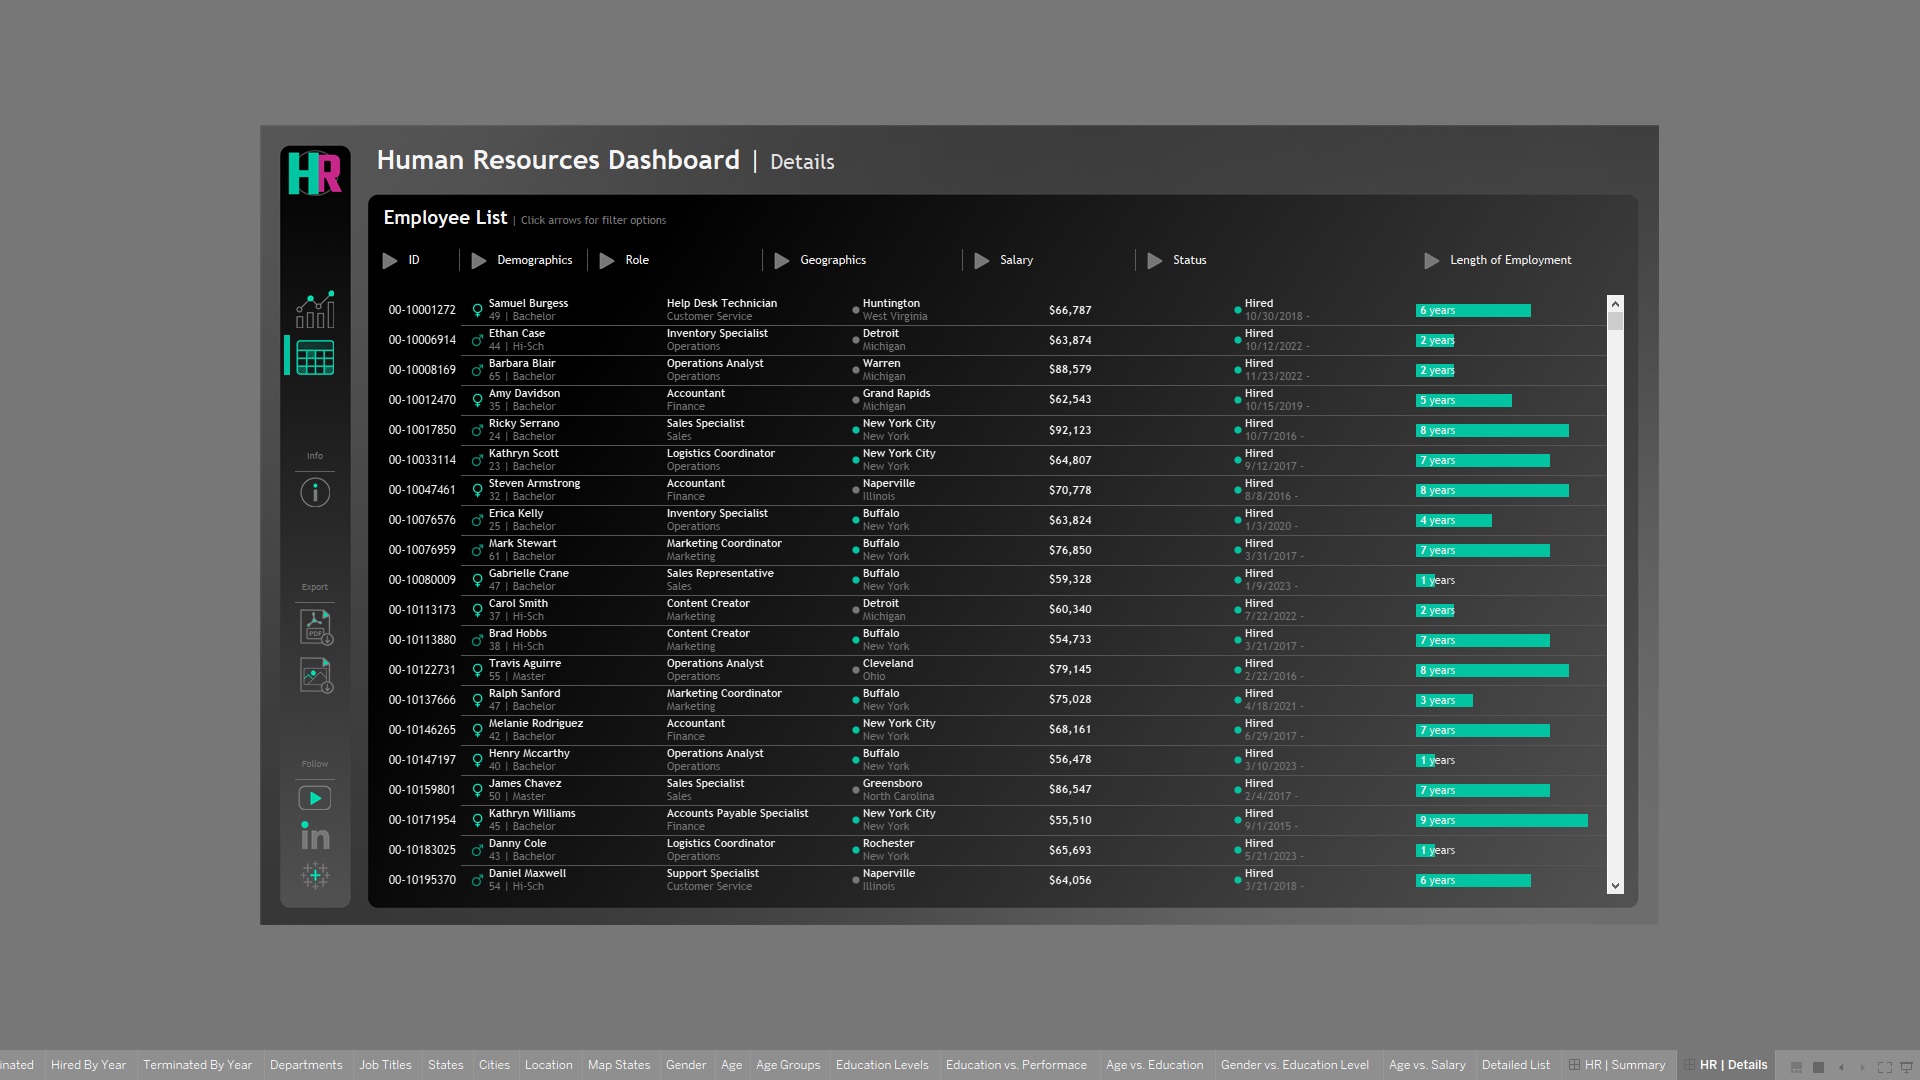 HR
Human Resources Dashboard | Details
Employee List | Click arrows for filter options
ID Demographics Role Geographics Salary Status Length of Employment
00-10001272 Samuel Burgess Help Desk Technician Huntington $66,787 Hired 6 years
49 | Bachelor Customer Service West Virginia 10/30/2018 -
00-10006914 Ethan Case Inventory Specialist Detroit $63,874 Hired 2 years
44 | Hi-Sch Operations Michigan 10/12/2022 -
00-10008169 Barbara Blair Operations Analyst Warren $88,579 Hired 2 years
65 | Bachelor Operations Michigan 11/23/2022 -
00-10012470 Amy Davidson Accountant Grand Rapids $62,543 Hired 5 years
35 | Bachelor Finance Michigan 10/15/2019 -
00-10017850 Ricky Serrano Sales Specialist New York City $92,123 Hired 8 years
24 | Bachelor Sales New York 10/7/2016 -
00-10033114 Kathryn Scott Logistics Coordinator New York City $64,807 Hired 7 years
23 | Bachelor Operations New York 9/12/2017 -
00-10047461 Steven Armstrong Accountant Naperville $70,778 Hired 8 years
32 | Bachelor Finance Illinois 8/8/2016 -
00-10076576 Erica Kelly Inventory Specialist Buffalo $63,824 Hired 4 years
25 | Bachelor Operations New York 1/3/2020 -
00-10076959 Mark Stewart Marketing Coordinator Buffalo $76,850 Hired 7 years
61 | Bachelor Marketing New York 3/31/2017 -
00-10080009 Gabrielle Crane Sales Representative Buffalo $59,328 Hired 1 years
47 | Bachelor Sales New York 1/9/2023 -
00-10113173 Carol Smith Content Creator Detroit $60,340 Hired 2 years
37 | Hi-Sch Marketing Michigan 7/22/2022 -
00-10113880 Brad Hobbs Content Creator Buffalo $54,733 Hired 7 years
38 | Hi-Sch Marketing New York 3/21/2017 -
00-10122731 Travis Aguirre Operations Analyst Cleveland $79,145 Hired 8 years
55 | Master Operations Ohio 2/22/2016 -
00-10137666 Ralph Sanford Marketing Coordinator Buffalo $75,028 Hired 3 years
47 | Bachelor Marketing New York 4/18/2021 -
00-10146265 Melanie Rodriguez Accountant New York City $68,161 Hired 7 years
42 | Bachelor Finance New York 6/29/2017 -
00-10147197 Henry Mccarthy Operations Analyst Buffalo $56,478 Hired 1 years
40 | Bachelor Operations New York 3/10/2023 -
00-10159801 James Chavez Sales Specialist Greensboro $86,547 Hired 7 years
50 | Master Sales North Carolina 2/4/2017 -
00-10171954 Kathryn Williams Accounts Payable Specialist New York City $55,510 Hired 9 years
45 | Bachelor Finance New York 9/1/2015 -
00-10183025 Danny Cole Logistics Coordinator Rochester $65,693 Hired 1 years
43 | Bachelor Operations New York 5/21/2023 -
00-10195370 Daniel Maxwell Support Specialist Naperville $64,056 Hired 6 years
54 | Hi-Sch Customer Service Illinois 3/21/2018 -
Info
Export
PDF
Follow
in
inated Hired By Year Terminated By Year Departments Job Titles States Cities Location Map States Gender Age Age Groups Education Levels Education vs. Performace Age vs. Education Gender vs. Education Level Age vs. Salary Detailed List HR | Summary HR | Details